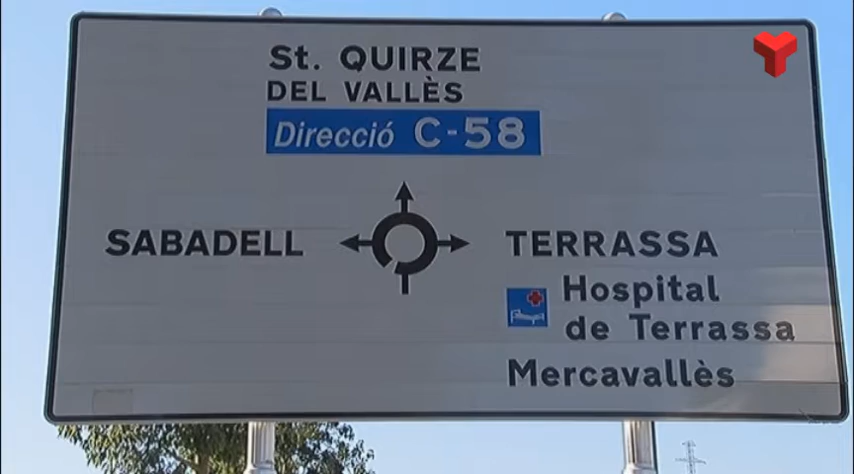 St. QUIRZE
DEL VALLÈS
Direcció C-58
SABADELL
TERRASSA
Hospital
de Terrassa
Mercavallès